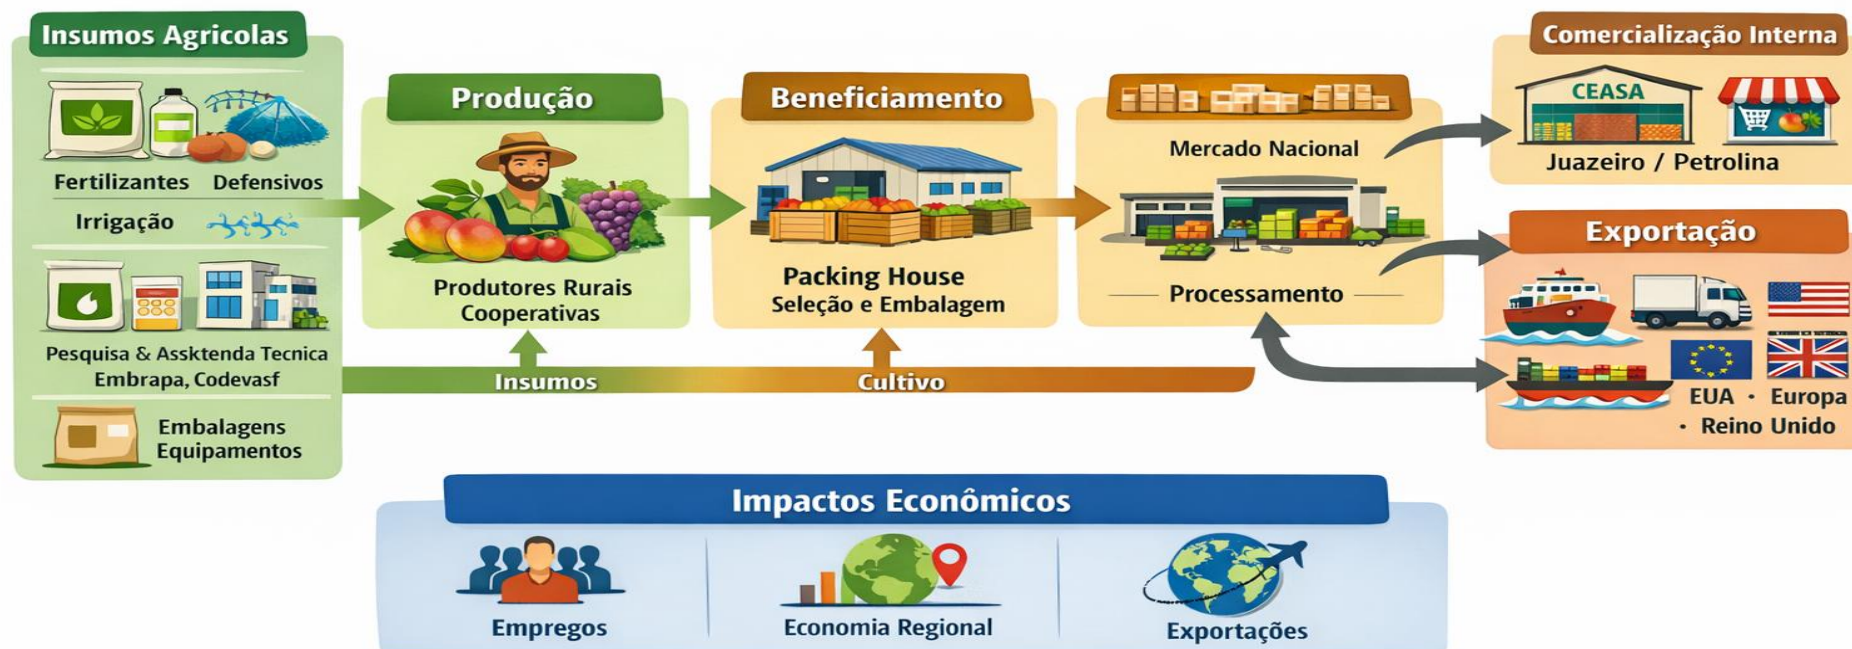 Insumos Agricolas
Fertilizantes Defensivos
Irrigação
Pesquisa & Assktenda Tecnica
Embrapa, Codevasf
Embalagens
Equipamentos
Produção
Produtores Rurais
Cooperativas
Insumos
Beneficiamento
Packing House
Seleção e Embalagem
Cultivo
Mercado Nacional
Processamento
Comercialização Interna
CEASA
Juazeiro / Petrolina
Exportação
EUA · Europa
· Reino Unido
Impactos Econômicos
Empregos
Economia Regional
Exportações